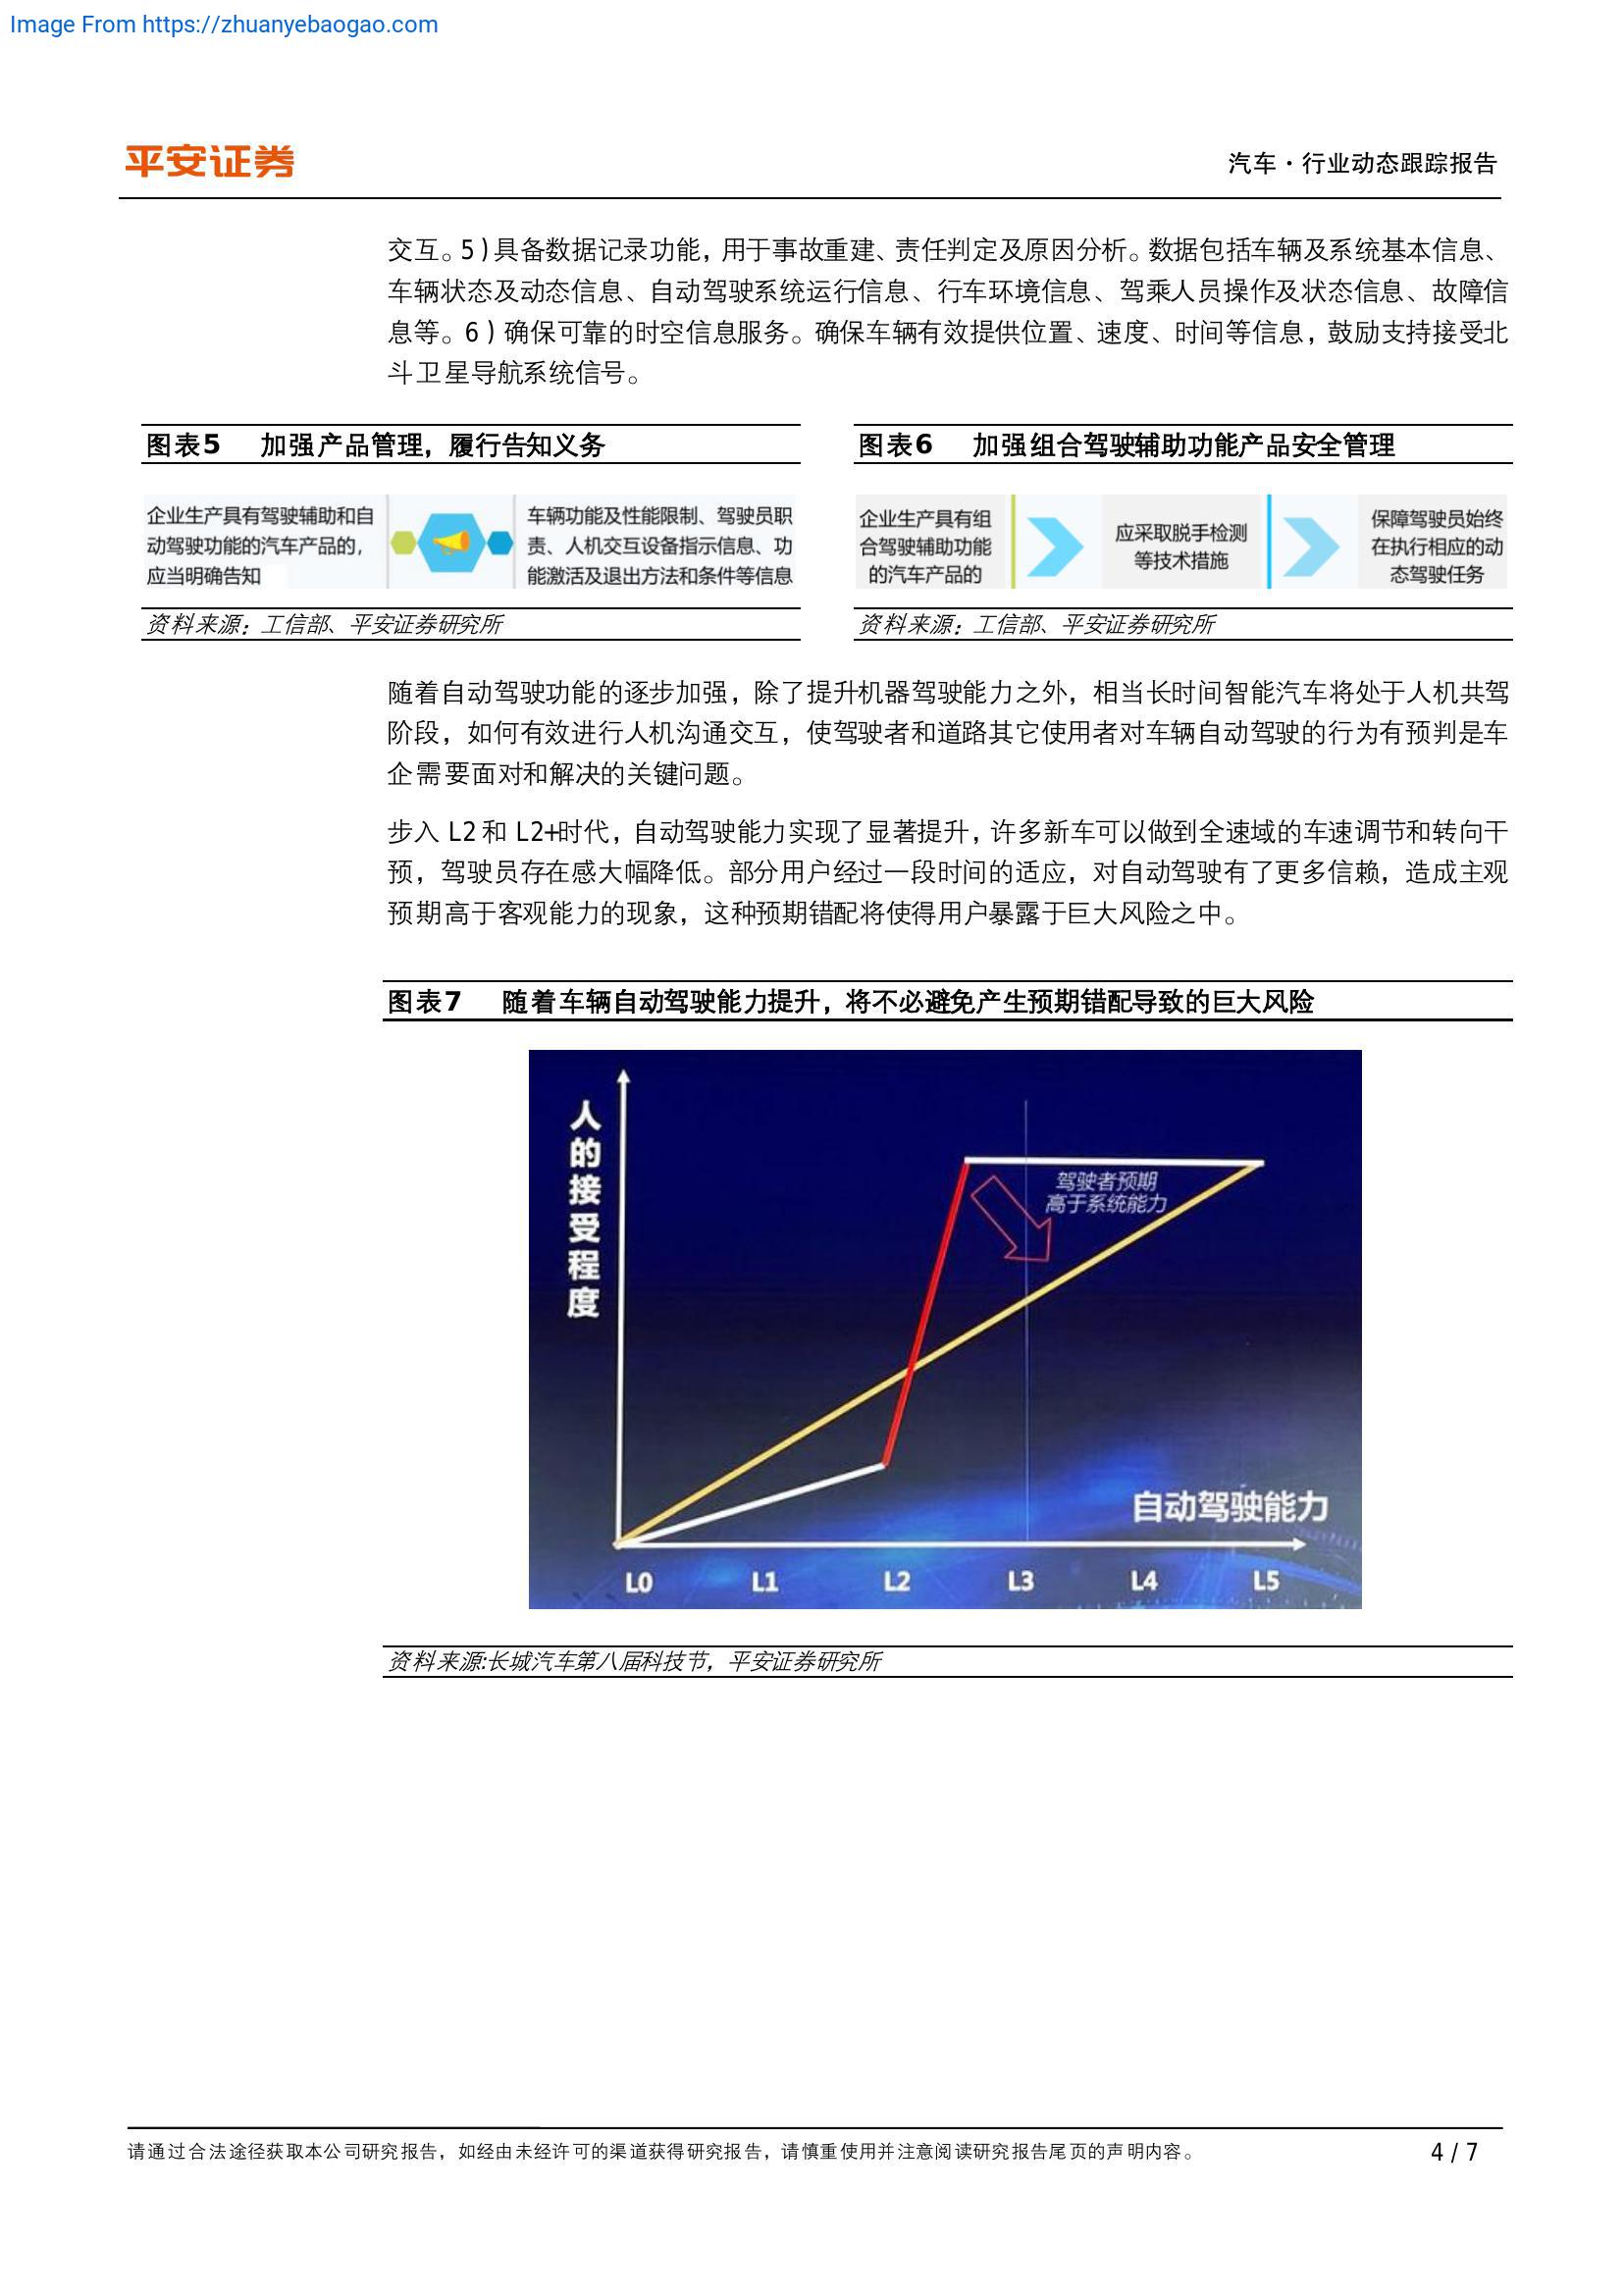 Image From https://zhuanyebaogao.com
平安证券
汽车·行业动态跟踪报告
交互。5)具备数据记录功能，用于事故重建、责任判定及原因分析。数据包括车辆及系统基本信息、
车辆状态及动态信息、自动驾驶系统运行信息、行车环境信息、驾乘人员操作及状态信息、故障信
息等。6)确保可靠的时空信息服务。确保车辆有效提供位置、速度、时间等信息，鼓励支持接受北
斗卫星导航系统信号。
图表5 加强产品管理，履行告知义务
企业生产具有驾驶辅助和自
动驾驶功能的汽车产品的,
应当明确告知
车辆功能及性能限制、驾驶员职
责、人机交互设备指示信息、功
能激活及退出方法和条件等信息
资料来源：工信部、平安证券研究所
图表6 加强组合驾驶辅助功能产品安全管理
企业生产具有组
合驾驶辅助功能
的汽车产品的
应采取脱手检测
等技术措施
保障驾驶员始终
在执行相应的动
态驾驶任务
资料来源：工信部、平安证券研究所
随着自动驾驶功能的逐步加强，除了提升机器驾驶能力之外，相当长时间智能汽车将处于人机共驾
阶段，如何有效进行人机沟通交互，使驾驶者和道路其它使用者对车辆自动驾驶的行为有预判是车
企需要面对和解决的关键问题。
步入 L2 和 L2+时代，自动驾驶能力实现了显著提升，许多新车可以做到全速域的车速调节和转向干
预，驾驶员存在感大幅降低。部分用户经过一段时间的适应，对自动驾驶有了更多信赖，造成主观
预期高于客观能力的现象，这种预期错配将使得用户暴露于巨大风险之中。
图表7 随着车辆自动驾驶能力提升，将不必避免产生预期错配导致的巨大风险
人的接受程度
驾驶者预期
高于系统能力
自动驾驶能力
L0 L1 L2 L3 L4 L5
资料来源:长城汽车第八届科技节，平安证券研究所
请通过合法途径获取本公司研究报告，如经由未经许可的渠道获得研究报告，请慎重使用并注意阅读研究报告尾页的声明内容。
4 / 7